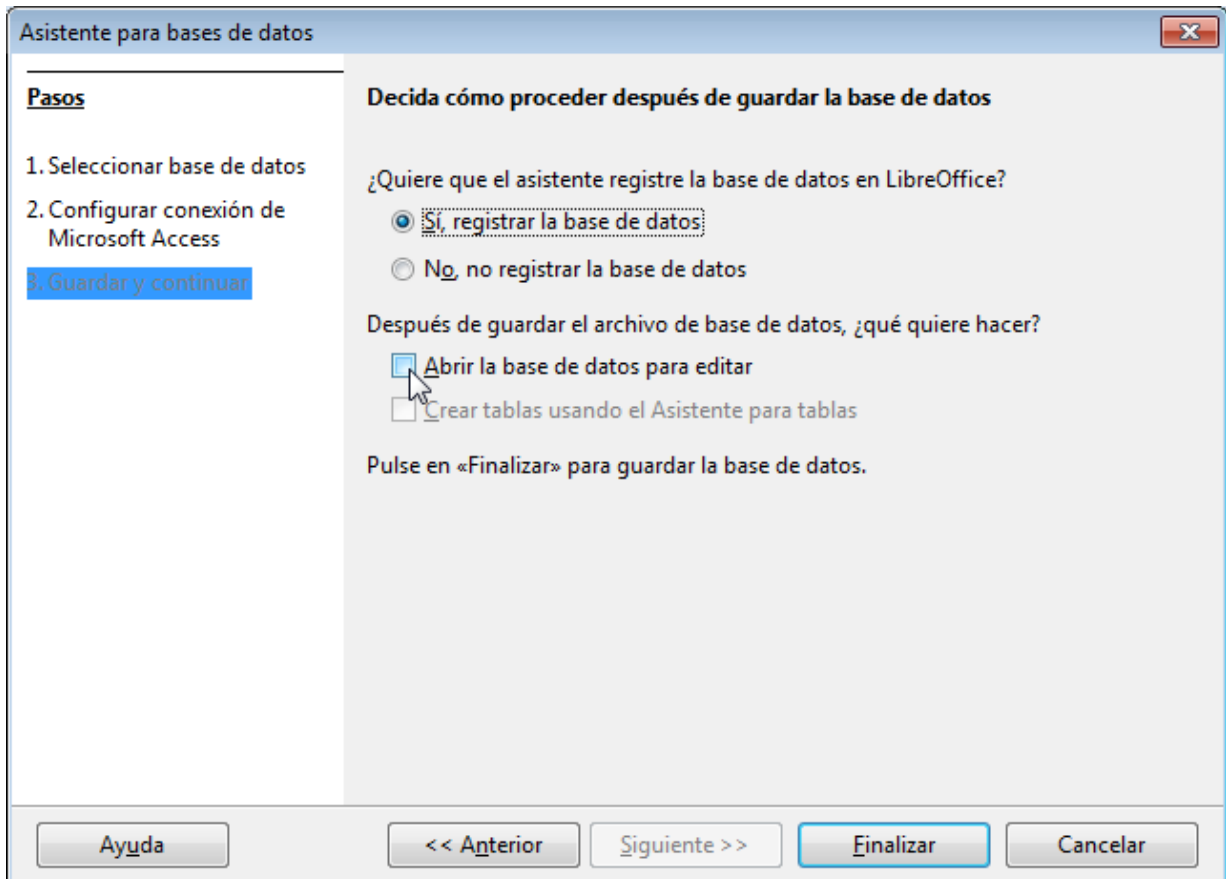 Asistente para bases de datos
Pasos
1. Seleccionar base de datos
2. Configurar conexión de
Microsoft Access
3. Guardar y continuar
Decida cómo proceder después de guardar la base de datos
¿Quiere que el asistente registre la base de datos en LibreOffice?
Sí, registrar la base de datos
No, no registrar la base de datos
Después de guardar el archivo de base de datos, ¿qué quiere hacer?
Abrir la base de datos para editar
Crear tablas usando el Asistente para tablas
Pulse en «Finalizar» para guardar la base de datos.
Ayuda
<< Anterior
Siguiente >>
Finalizar
Cancelar